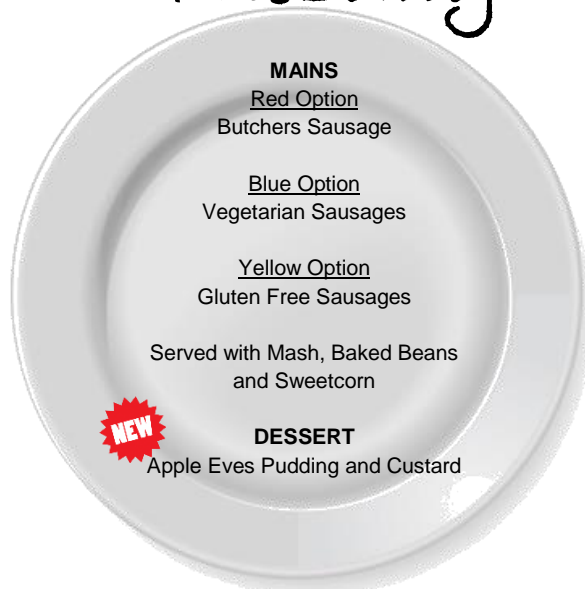 MAINS
Red Option
Butchers Sausage
Blue Option
Vegetarian Sausages
Yellow Option
Gluten Free Sausages
Served with Mash, Baked Beans
and Sweetcorn
NEW
DESSERT
Apple Eves Pudding and Custard